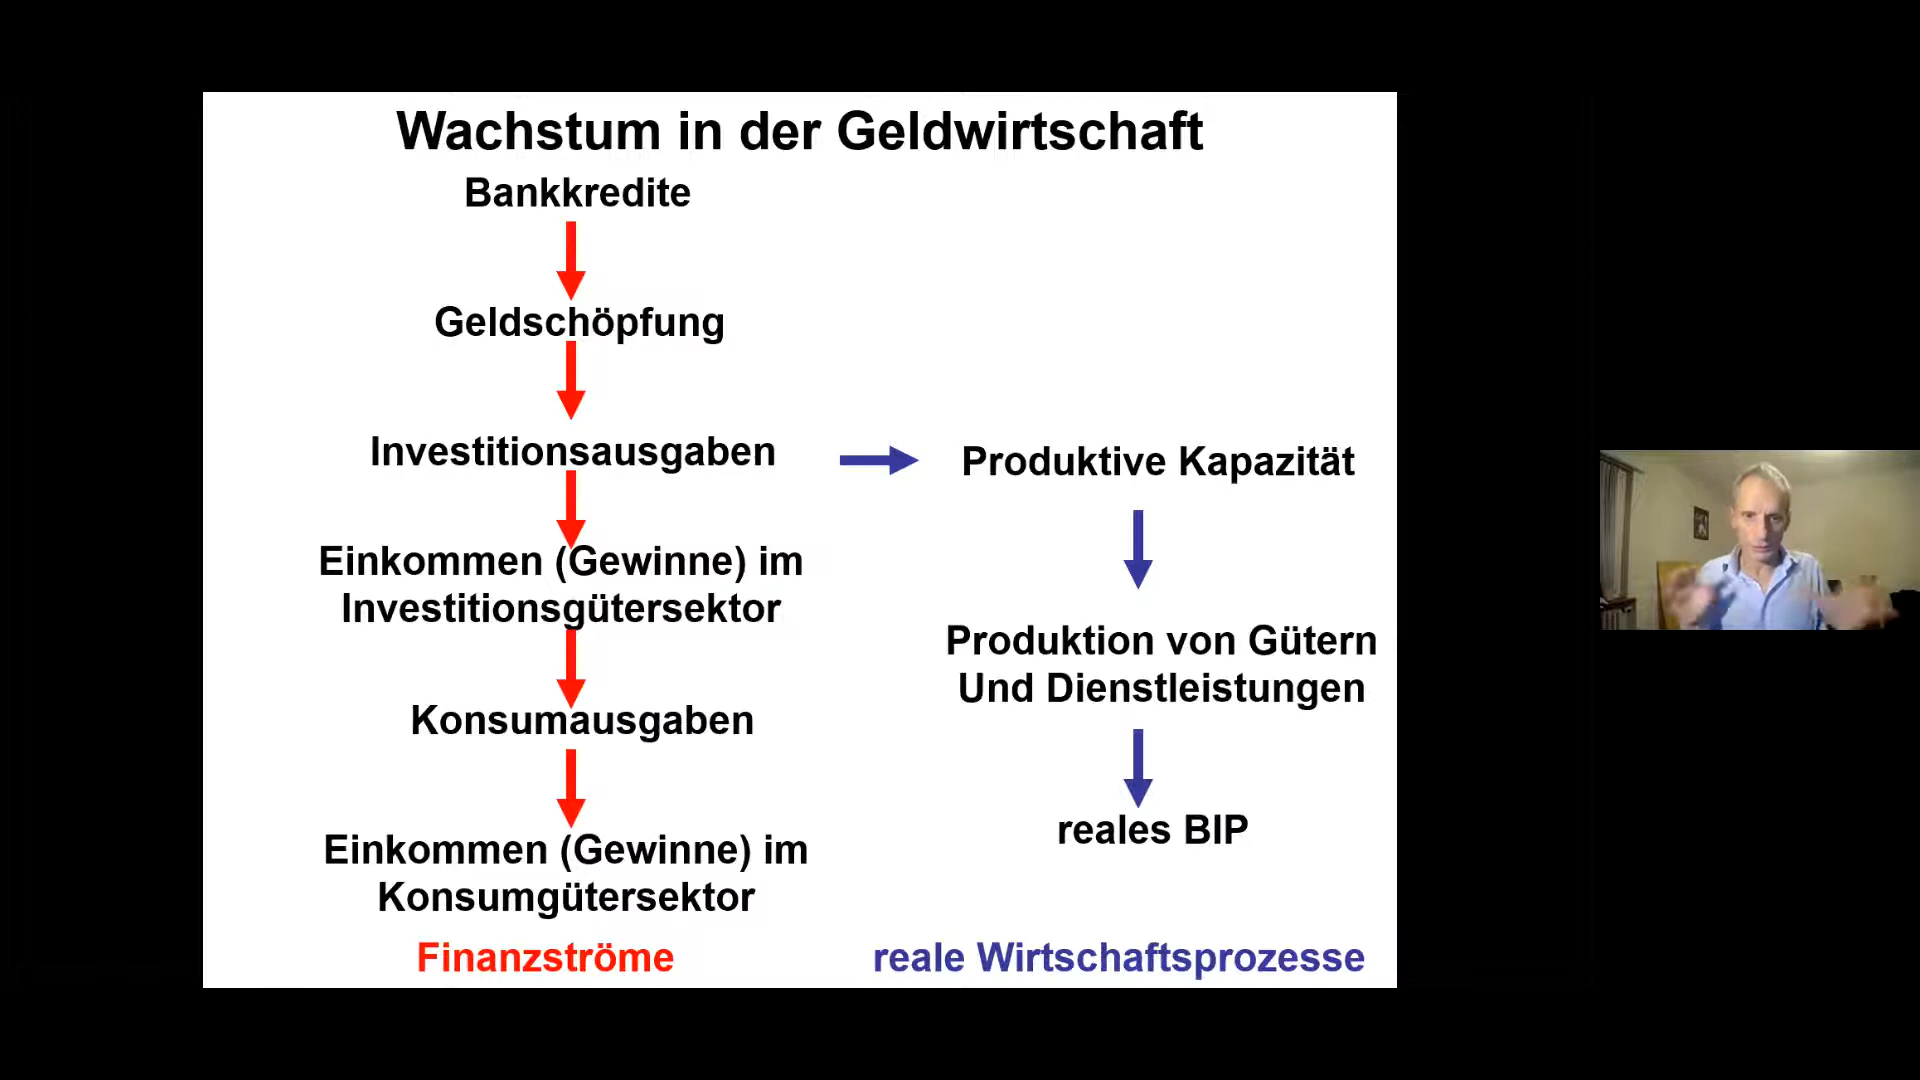 Wachstum in der Geldwirtschaft
Bankkredite
Geldschöpfung
Investitionsausgaben
Produktive Kapazität
Einkommen (Gewinne) im
Investitionsgütersektor
Produktion von Gütern
Und Dienstleistungen
Konsumausgaben
reales BIP
Einkommen (Gewinne) im
Konsumgütersektor
Finanzströme
reale Wirtschaftsprozesse